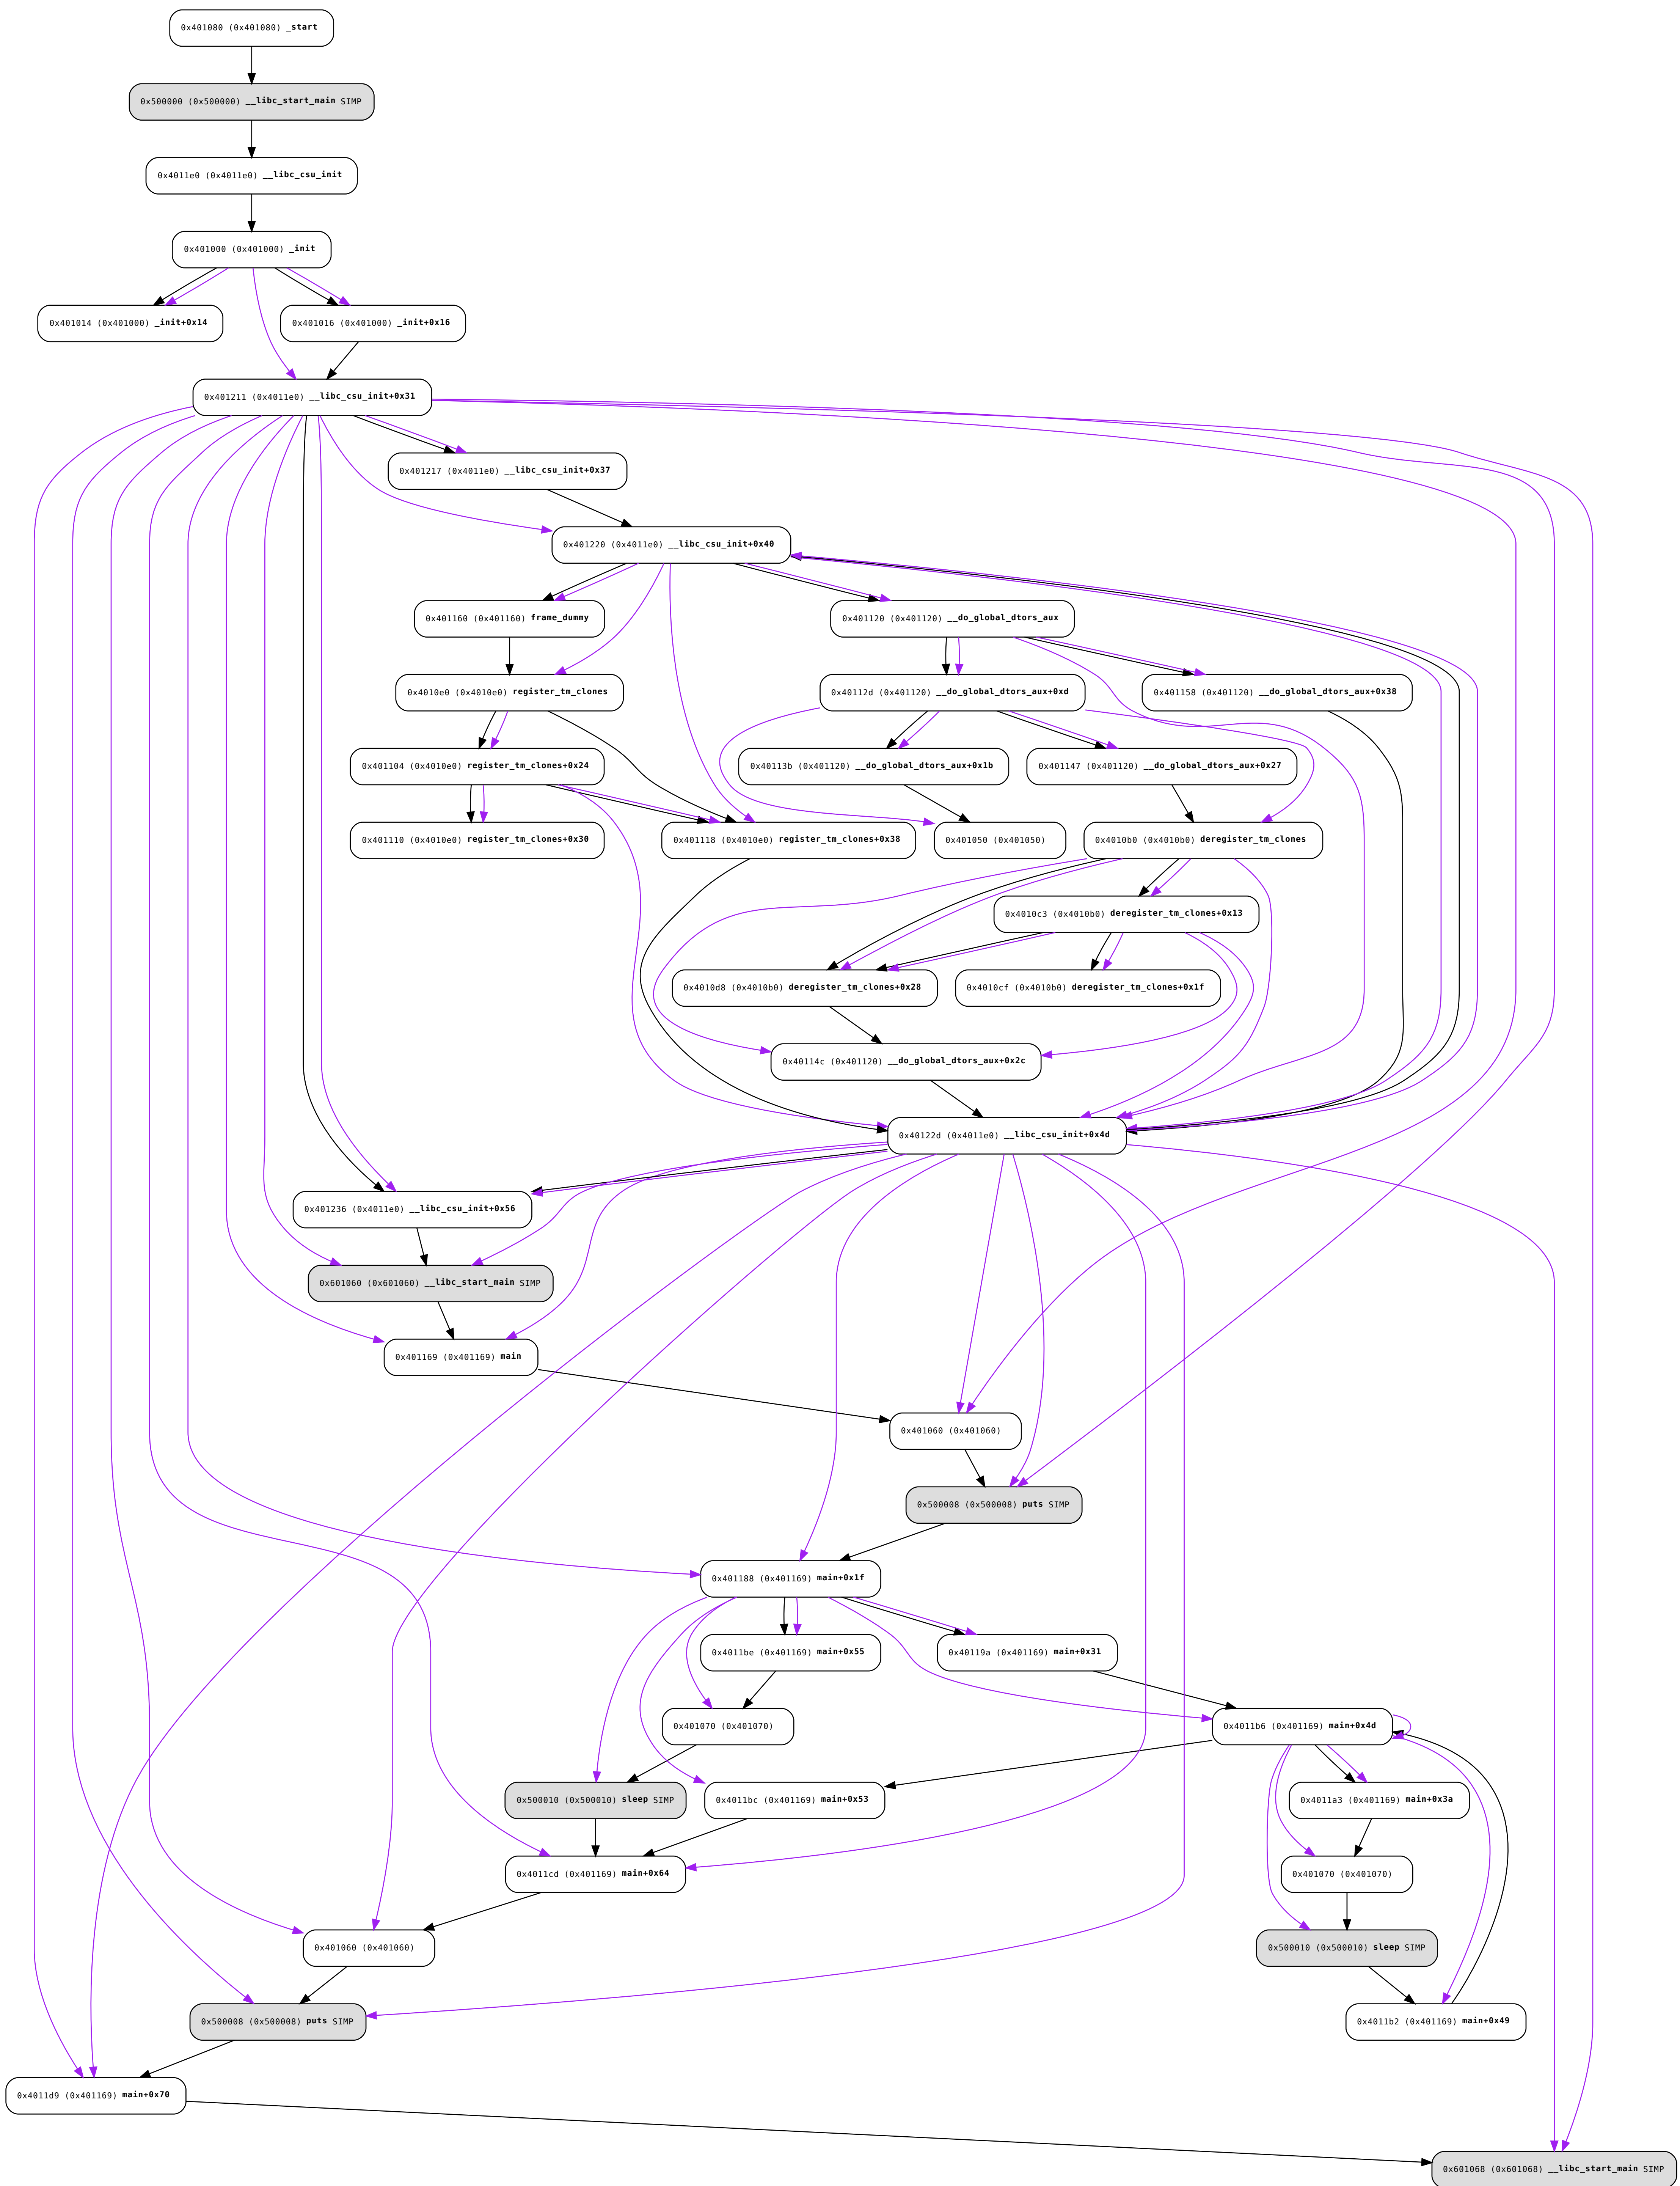 0x401080 (0x401080) _start
0x500000 (0x500000) __libc_start_main SIMP
0x4011e0 (0x4011e0) __libc_csu_init
0x401000 (0x401000) _init
0x401014 (0x401000) _init+0x14
0x401016 (0x401000) _init+0x16
0x401211 (0x4011e0) __libc_csu_init+0x31
0x401217 (0x4011e0) __libc_csu_init+0x37
0x401220 (0x4011e0) __libc_csu_init+0x40
0x401160 (0x401160) frame_dummy
0x401120 (0x401120) __do_global_dtors_aux
0x4010e0 (0x4010e0) register_tm_clones
0x40112d (0x401120) __do_global_dtors_aux+0xd
0x401158 (0x401120) __do_global_dtors_aux+0x38
0x401104 (0x4010e0) register_tm_clones+0x24
0x40113b (0x401120) __do_global_dtors_aux+0x1b
0x401147 (0x401120) __do_global_dtors_aux+0x27
0x401110 (0x4010e0) register_tm_clones+0x30
0x401118 (0x4010e0) register_tm_clones+0x38
0x401050 (0x401050)
0x4010b0 (0x4010b0) deregister_tm_clones
0x4010c3 (0x4010b0) deregister_tm_clones+0x13
0x4010d8 (0x4010b0) deregister_tm_clones+0x28
0x4010cf (0x4010b0) deregister_tm_clones+0x1f
0x40114c (0x401120) __do_global_dtors_aux+0x2c
0x40122d (0x4011e0) __libc_csu_init+0x4d
0x401236 (0x4011e0) __libc_csu_init+0x56
0x601060 (0x601060) __libc_start_main SIMP
0x401169 (0x401169) main
0x401060 (0x401060)
0x500008 (0x500008) puts SIMP
0x401188 (0x401169) main+0x1f
0x4011be (0x401169) main+0x55
0x40119a (0x401169) main+0x31
0x401070 (0x401070)
0x4011b6 (0x401169) main+0x4d
0x500010 (0x500010) sleep SIMP
0x4011bc (0x401169) main+0x53
0x4011a3 (0x401169) main+0x3a
0x4011cd (0x401169) main+0x64
0x401070 (0x401070)
0x401060 (0x401060)
0x500010 (0x500010) sleep SIMP
0x500008 (0x500008) puts SIMP
0x4011b2 (0x401169) main+0x49
0x4011d9 (0x401169) main+0x70
0x601068 (0x601068) __libc_start_main SIMP